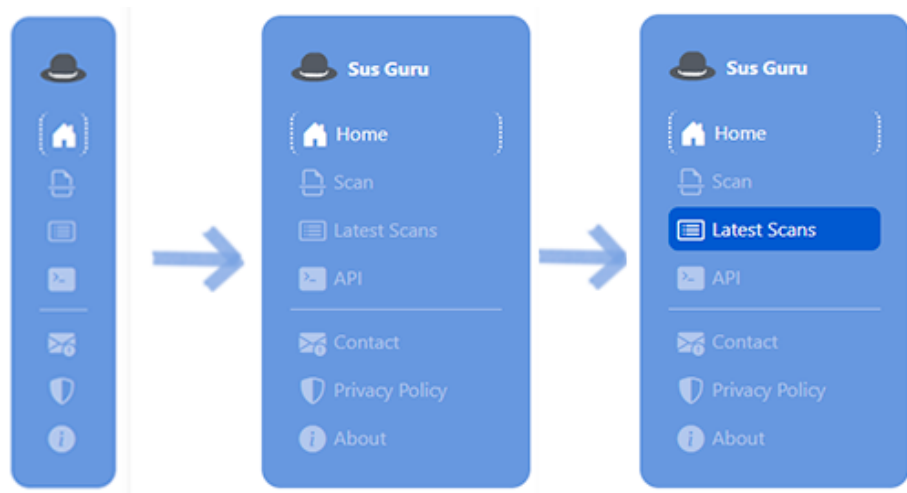 Sus Guru
Home
Scan
Latest Scans
API
Contact
Privacy Policy
About
Sus Guru
Home
Scan
Latest Scans
API
Contact
Privacy Policy
About